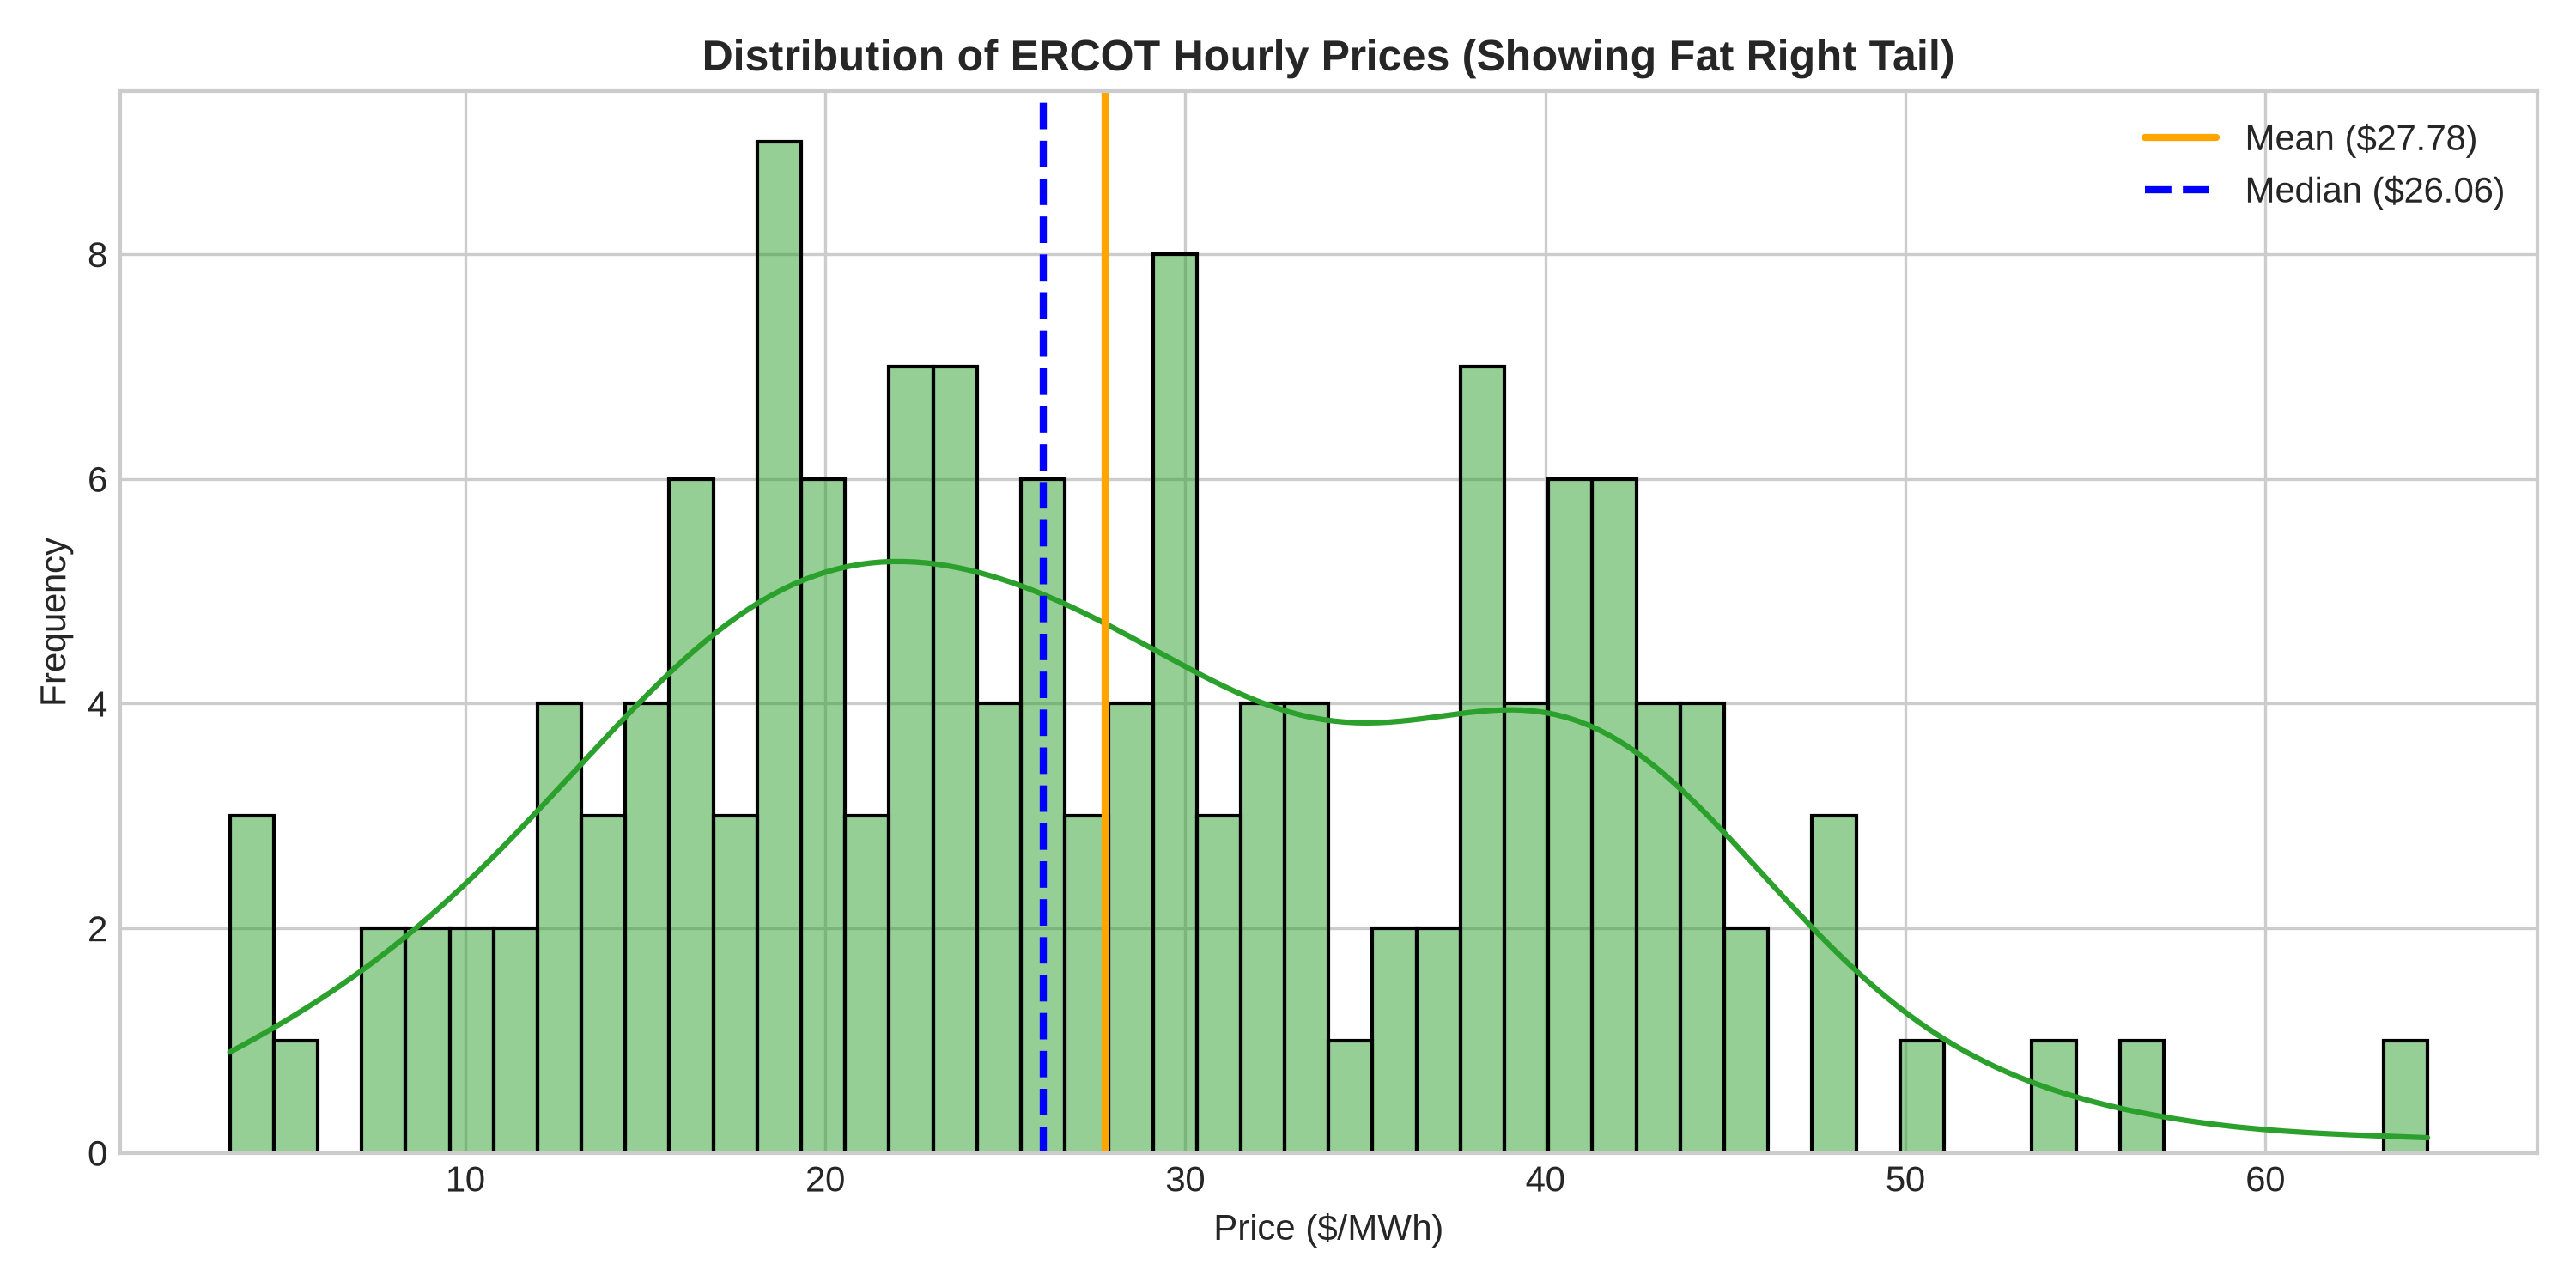 Distribution of ERCOT Hourly Prices (Showing Fat Right Tail)
Mean ($27.78)
Median ($26.06)
Frequency
8
6
4
2
0
10 20 30 40 50 60
Price ($/MWh)